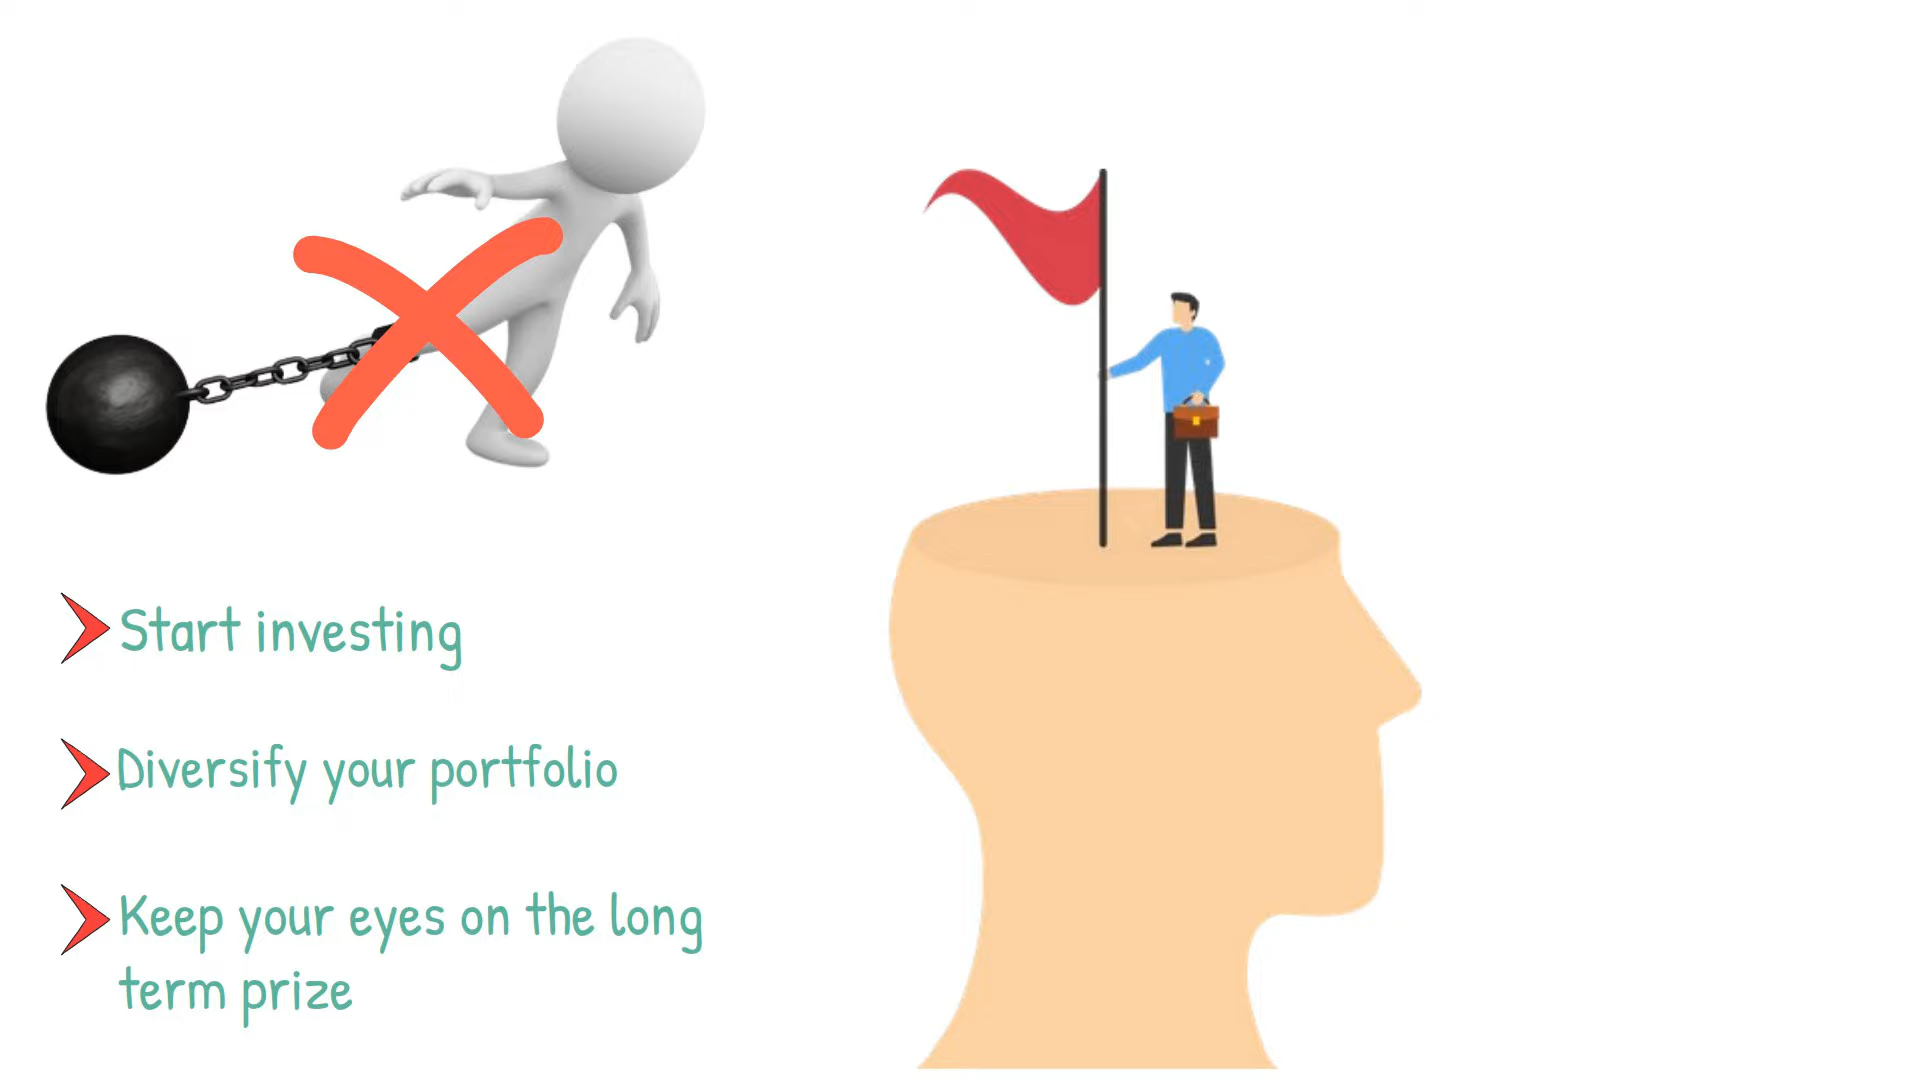 Start investing
Diversify your portfolio
Keep your eyes on the long
term prize